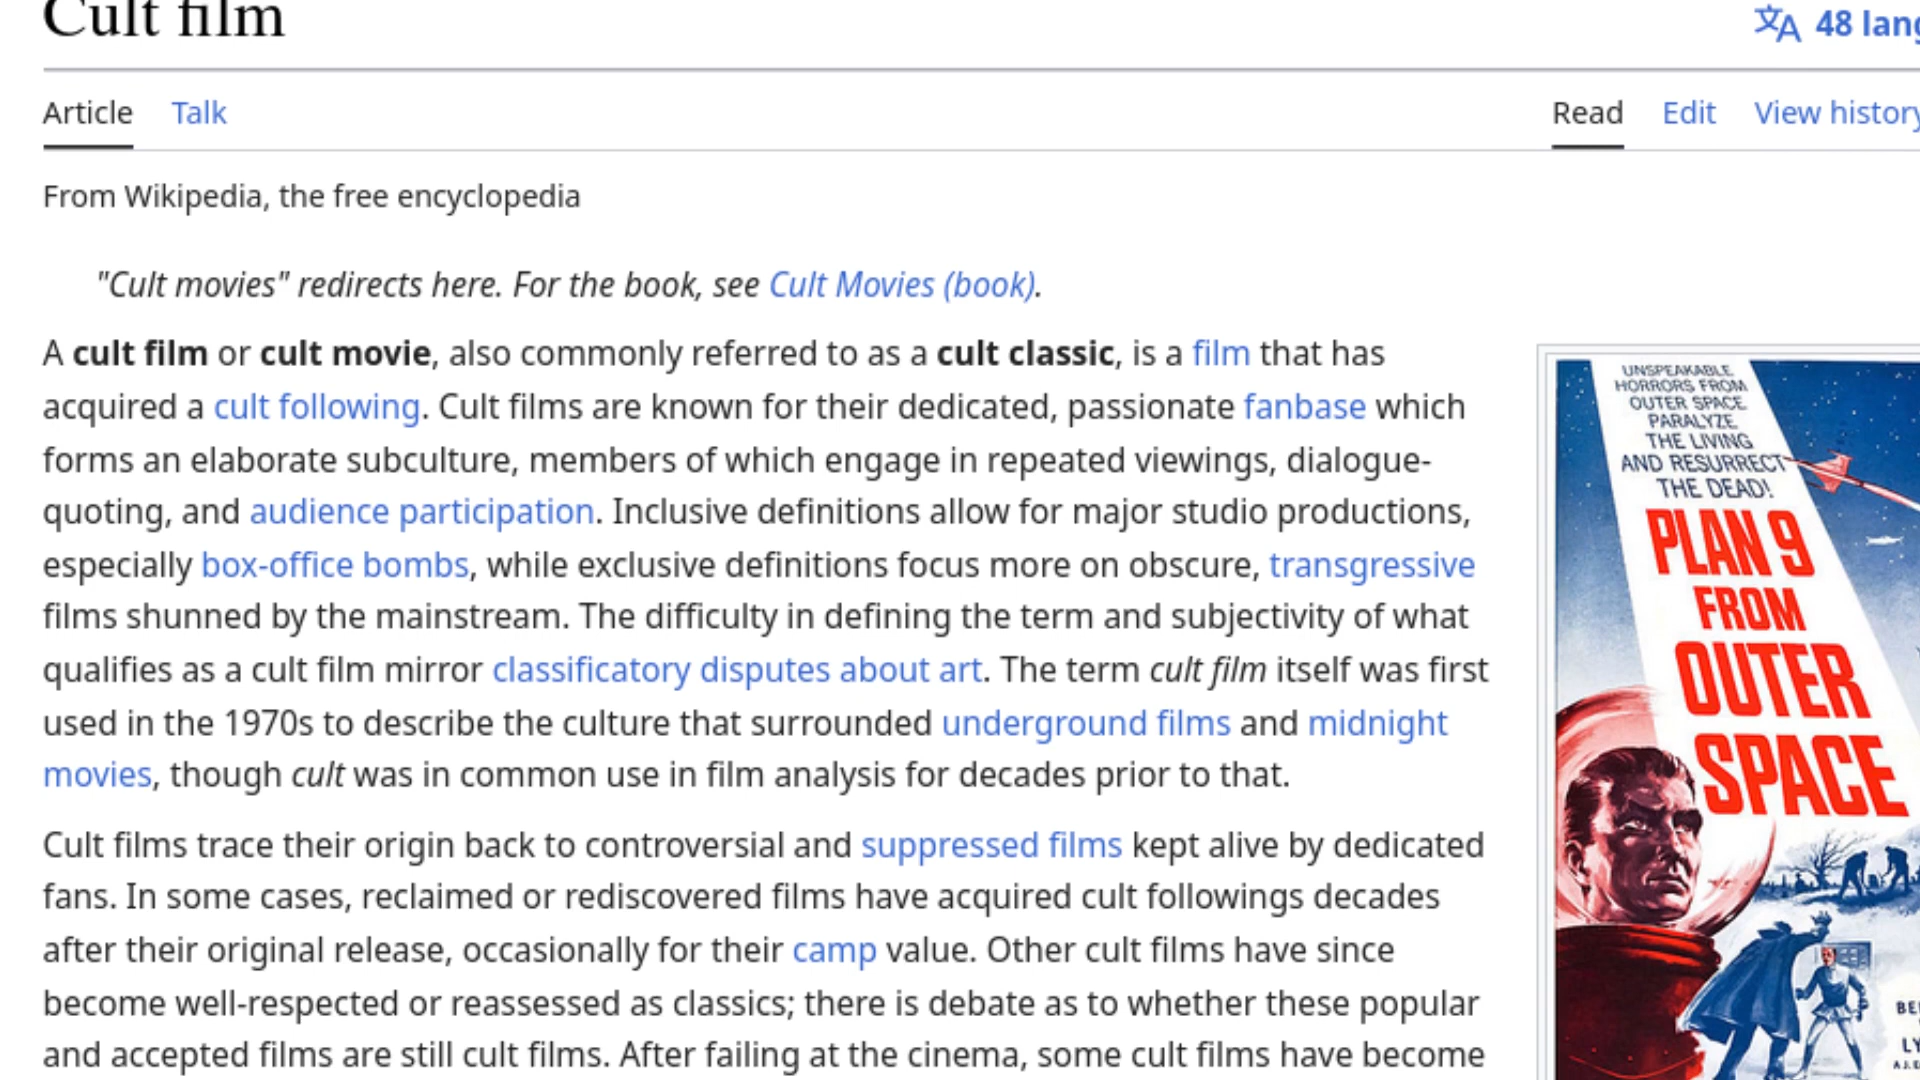 Cult film
48 lang
Article Talk
Read Edit View history
From Wikipedia, the free encyclopedia
"Cult movies" redirects here. For the book, see Cult Movies (book).
A cult film or cult movie, also commonly referred to as a cult classic, is a film that has
acquired a cult following. Cult films are known for their dedicated, passionate fanbase which
forms an elaborate subculture, members of which engage in repeated viewings, dialogue-
quoting, and audience participation. Inclusive definitions allow for major studio productions,
especially box-office bombs, while exclusive definitions focus more on obscure, transgressive
films shunned by the mainstream. The difficulty in defining the term and subjectivity of what
qualifies as a cult film mirror classificatory disputes about art. The term cult film itself was first
used in the 1970s to describe the culture that surrounded underground films and midnight
movies, though cult was in common use in film analysis for decades prior to that.
Cult films trace their origin back to controversial and suppressed films kept alive by dedicated
fans. In some cases, reclaimed or rediscovered films have acquired cult followings decades
after their original release, occasionally for their camp value. Other cult films have since
become well-respected or reassessed as classics; there is debate as to whether these popular
and accepted films are still cult films. After failing at the cinema, some cult films have become
UNSPEAKABLE
HORRORS FROM
OUTER SPACE
PARALYZE
THE LIVING
AND RESURRECT
THE DEAD!
PLAN 9
FROM
OUTER
SPACE
BE
LY